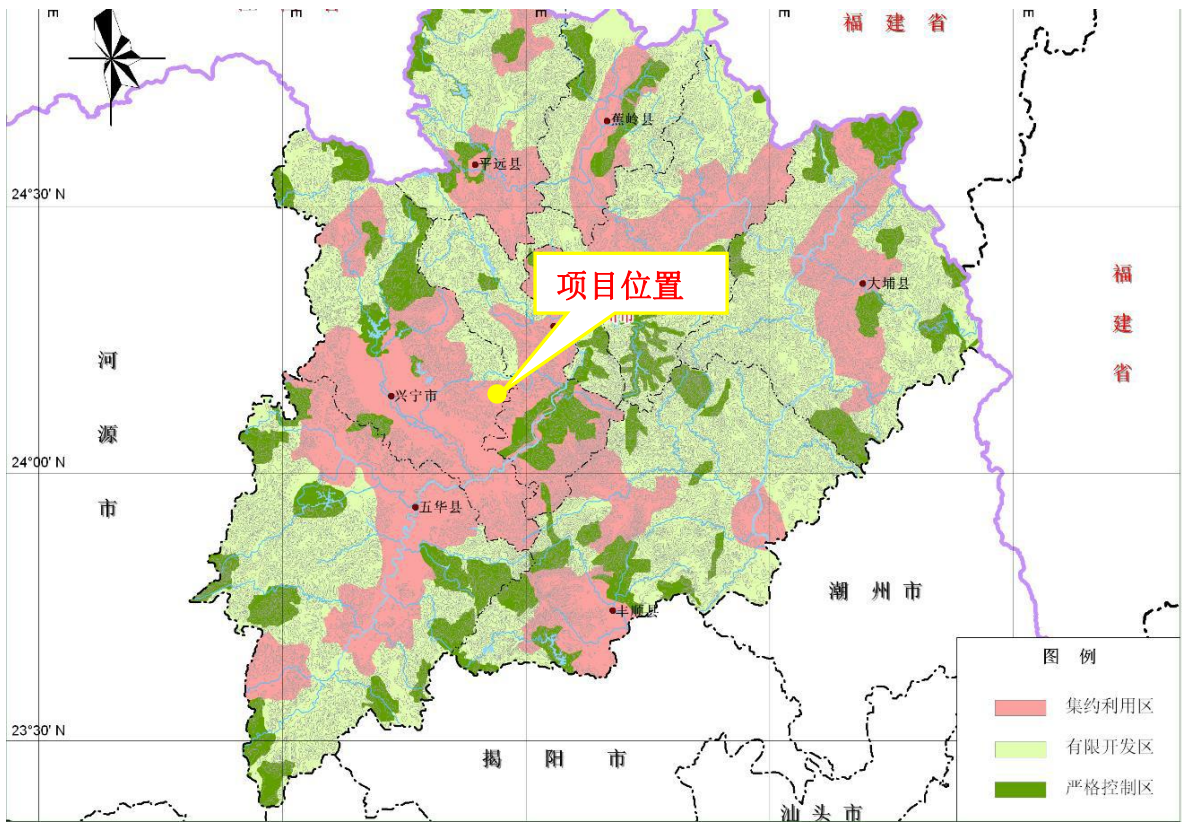 福建省
蕉岭县
平远县
24°30′ N
项目位置
大埔县
福
建
省
河
源
市
兴宁市
24°00′ N
五华县
潮州市
丰顺县
图 例
集约利用区
有限开发区
严格控制区
23°30′ N
揭阳市
汕头市